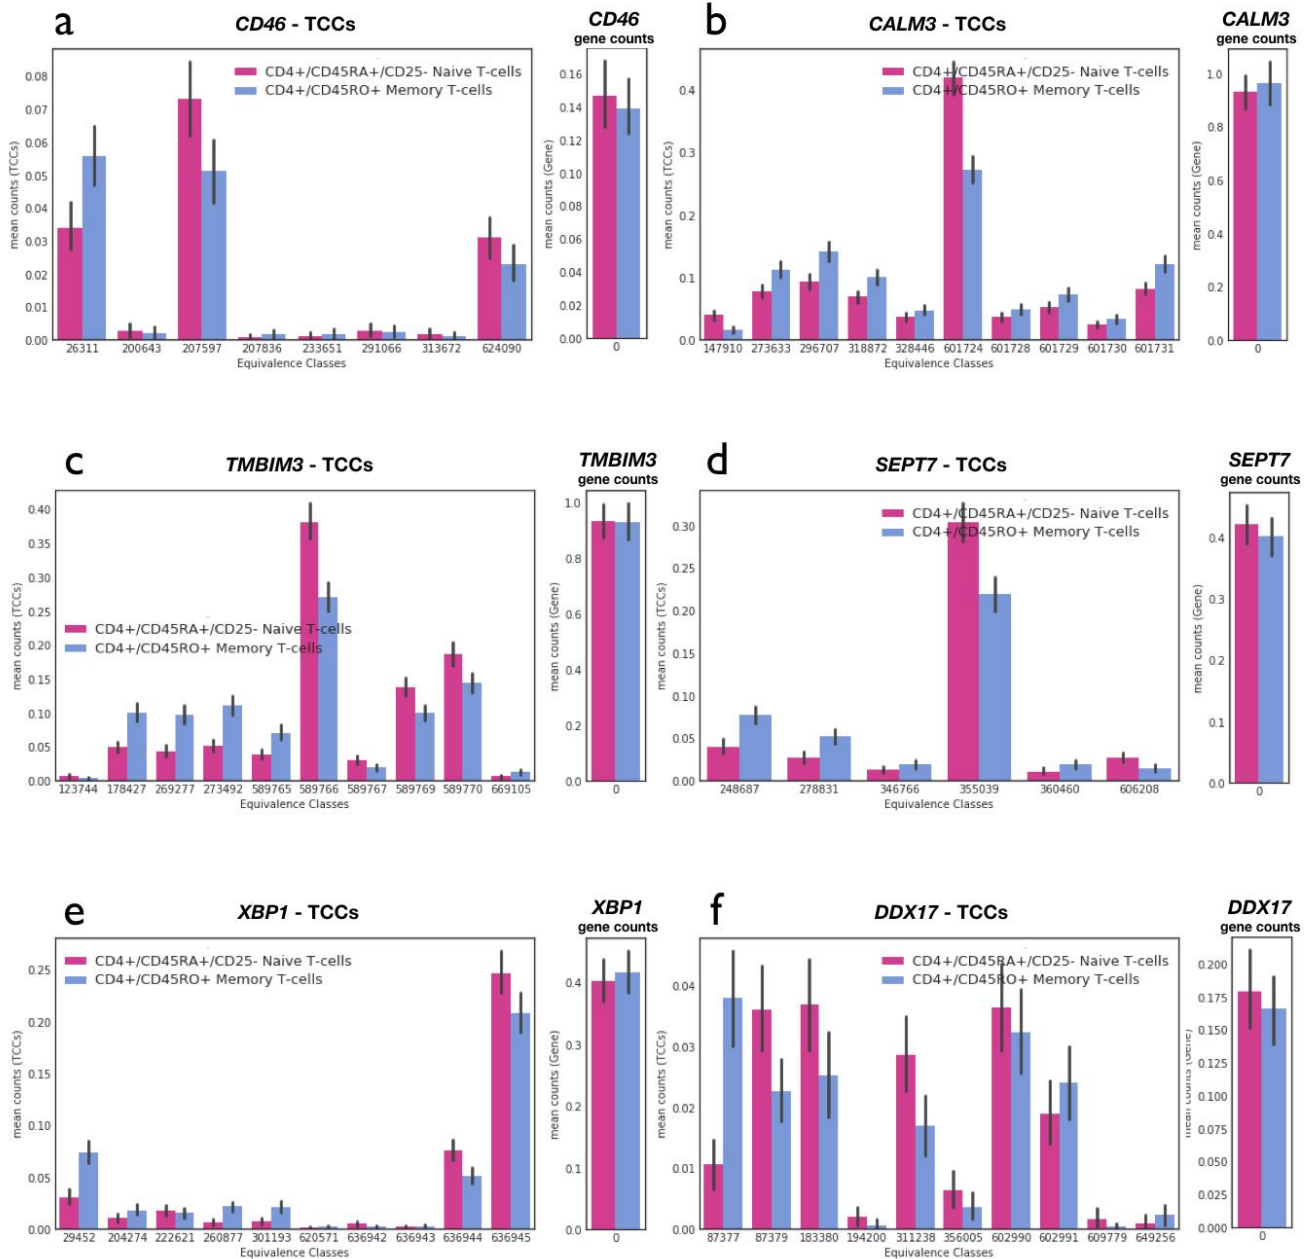 a
CD46 - TCCs
CD46
gene counts
mean counts (TCCs)
0.08
0.07
0.06
0.05
0.04
0.03
0.02
0.01
0.00
CD4+/CD45RA+/CD25- Naive T-cells
CD4+/CD45RO+ Memory T-cells
26311 200643 207597 207836 233651 291066 313672 624090
Equivalence Classes
mean counts (Gene)
0.16
0.14
0.12
0.10
0.08
0.06
0.04
0.02
0.00
0
b
CALM3 - TCCs
CALM3
gene counts
mean counts (TCCs)
0.4
0.3
0.2
0.1
0.0
CD4+/CD45RA+/CD25- Naive T-cells
CD4+/CD45RO+ Memory T-cells
147910 273633 296707 318872 328446 601724 601728 601729 601730 601731
Equivalence Classes
mean counts (Gene)
1.0
0.8
0.6
0.4
0.2
0.0
0
c
TMBIM3 - TCCs
TMBIM3
gene counts
mean counts (TCCs)
0.40
0.35
0.30
0.25
0.20
0.15
0.10
0.05
0.00
CD4+/CD45RA+/CD25- Naive T-cells
CD4+/CD45RO+ Memory T-cells
123744 178427 269277 273492 589765 589766 589767 589769 589770 669105
Equivalence Classes
mean counts (Gene)
1.0
0.8
0.6
0.4
0.2
0.0
0
d
SEPT7 - TCCs
SEPT7
gene counts
mean counts (TCCs)
0.30
0.25
0.20
0.15
0.10
0.05
0.00
CD4+/CD45RA+/CD25- Naive T-cells
CD4+/CD45RO+ Memory T-cells
248687 278831 346766 355039 360460 606208
Equivalence Classes
mean counts (Gene)
0.4
0.3
0.2
0.1
0.0
0
e
XBP1 - TCCs
XBP1
gene counts
mean counts (TCCs)
0.25
0.20
0.15
0.10
0.05
0.00
CD4+/CD45RA+/CD25- Naive T-cells
CD4+/CD45RO+ Memory T-cells
29452 204274 222621 260877 301193 620571 636942 636943 636944 636945
Equivalence Classes
mean counts (Gene)
0.4
0.3
0.2
0.1
0.0
0
f
DDX17 - TCCs
DDX17
gene counts
mean counts (TCCs)
0.04
0.03
0.02
0.01
0.00
CD4+/CD45RA+/CD25- Naive T-cells
CD4+/CD45RO+ Memory T-cells
87377 87379 183380 194200 311238 356005 602990 602991 609779 649256
Equivalence Classes
mean counts (Gene)
0.200
0.175
0.150
0.125
0.100
0.075
0.050
0.025
0.000
0